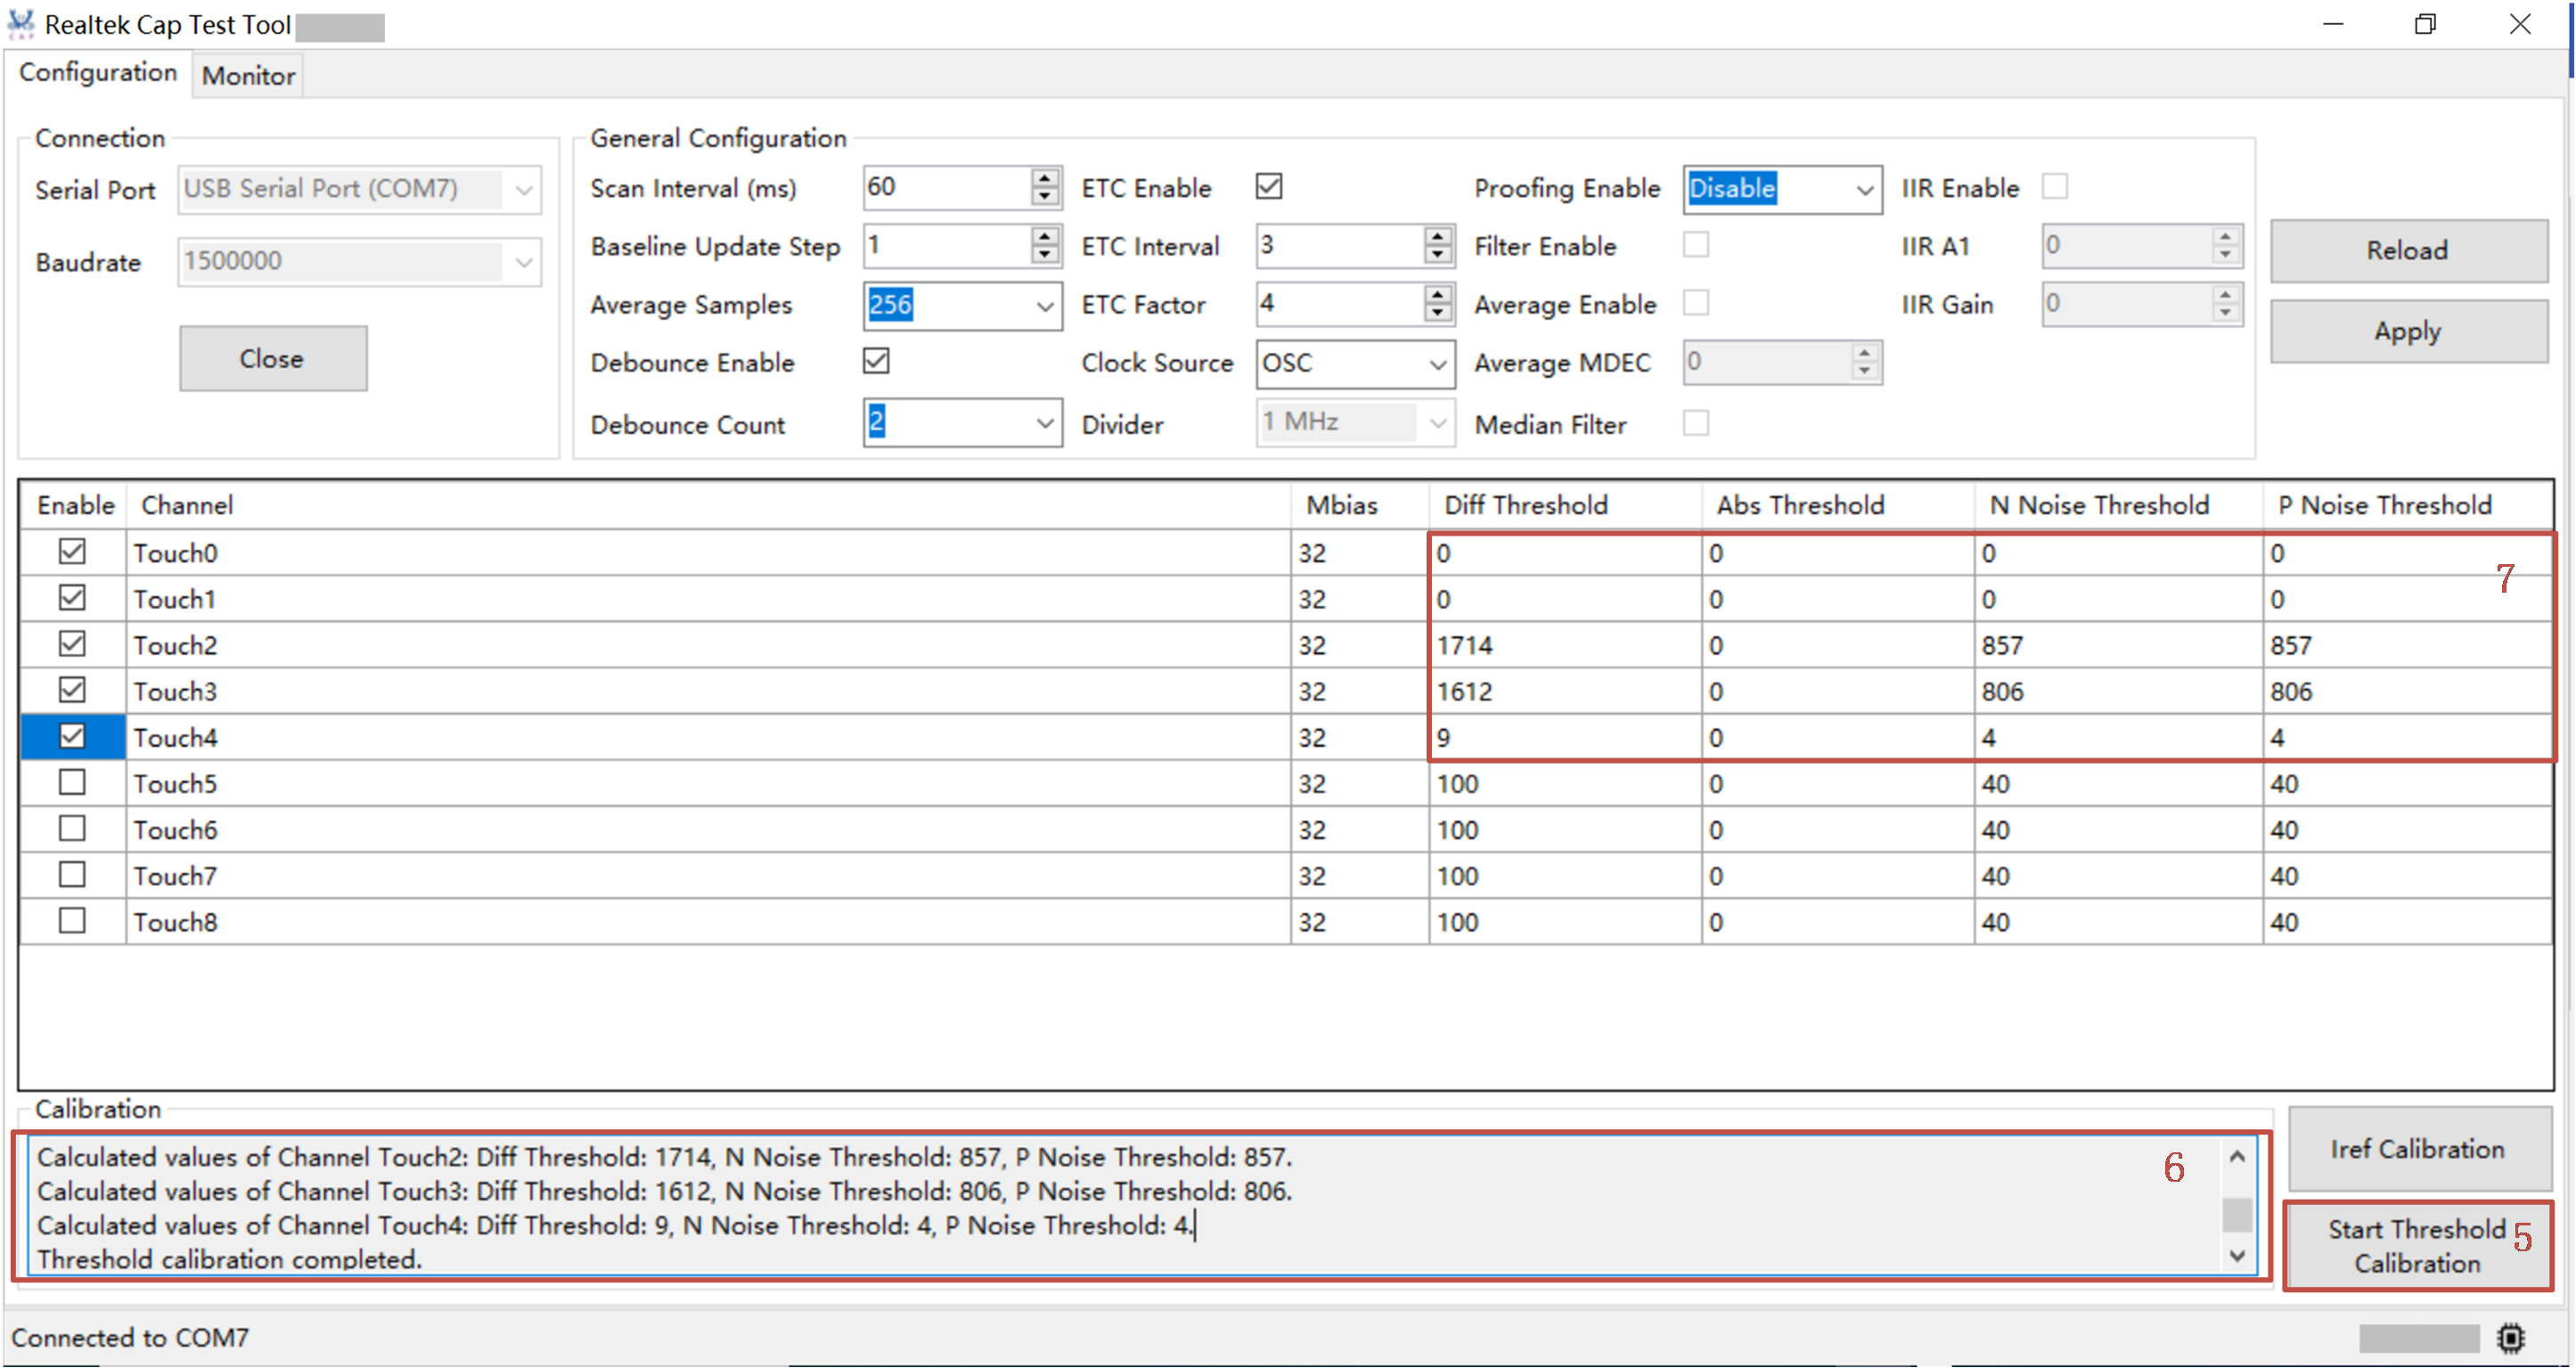 Realtek Cap Test Tool
Configuration Monitor
Connection
Serial Port USB Serial Port (COM7)
Baudrate 1500000
Close
General Configuration
Scan Interval (ms) 60 ETC Enable Proofing Enable Disable IIR Enable
Baseline Update Step 1 ETC Interval 3 Filter Enable IIR A1 0
Average Samples 256 ETC Factor 4 Average Enable IIR Gain 0
Debounce Enable Clock Source OSC Average MDEC 0
Debounce Count 2 Divider 1 MHz Median Filter
Reload
Apply
Enable Channel Mbias Diff Threshold Abs Threshold N Noise Threshold P Noise Threshold
Touch0 32 0 0 0 0
7
Touch1 32 0 0 0 0
Touch2 32 1714 0 857 857
Touch3 32 1612 0 806 806
Touch4 32 9 0 4 4
Touch5 32 100 0 40 40
Touch6 32 100 0 40 40
Touch7 32 100 0 40 40
Touch8 32 100 0 40 40
Calibration
Calculated values of Channel Touch2: Diff Threshold: 1714, N Noise Threshold: 857, P Noise Threshold: 857.
Calculated values of Channel Touch3: Diff Threshold: 1612, N Noise Threshold: 806, P Noise Threshold: 806.
Calculated values of Channel Touch4: Diff Threshold: 9, N Noise Threshold: 4, P Noise Threshold: 4.
Threshold calibration completed.
6
Iref Calibration
Start Threshold
Calibration
5
Connected to COM7